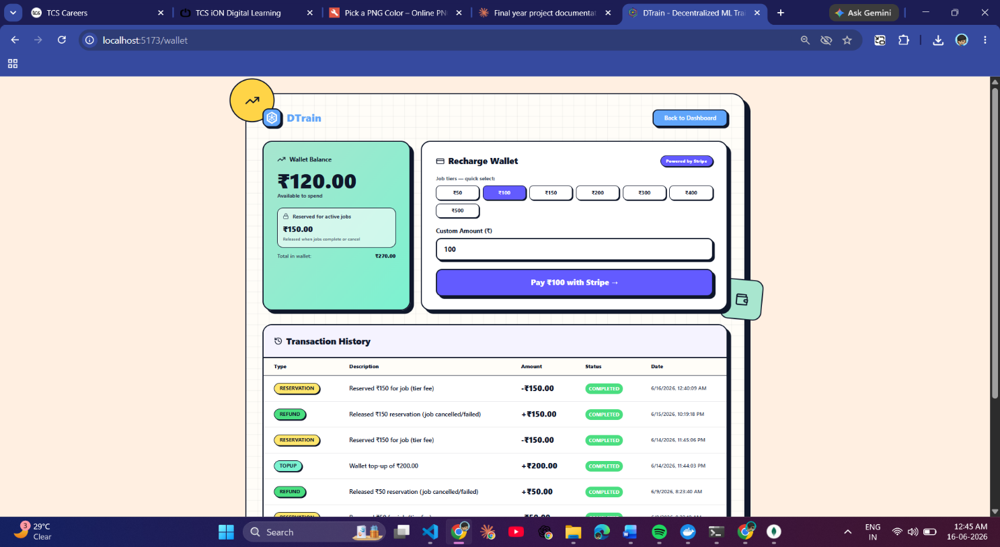 TCS Careers
TCS iON Digital Learning
Pick a PNG Color – Online PN
Final year project documentat
DTrain - Decentralized ML Trai
Ask Gemini
localhost:5173/wallet
DTrain
Back to Dashboard
Wallet Balance
₹120.00
Available to spend
Reserved for active jobs
₹150.00
Released when jobs complete or cancel
Total in wallet: ₹270.00
Recharge Wallet
Powered by Stripe
Job tiers — quick select:
₹50 ₹100 ₹150 ₹200 ₹300 ₹400
₹500
Custom Amount (₹)
100
Pay ₹100 with Stripe →
Transaction History
Type Description Amount Status Date
RESERVATION Reserved ₹150 for job (tier fee) -₹150.00 COMPLETED 6/16/2026, 12:40:09 AM
REFUND Released ₹150 reservation (job cancelled/failed) +₹150.00 COMPLETED 6/15/2026, 10:19:18 PM
RESERVATION Reserved ₹150 for job (tier fee) -₹150.00 COMPLETED 6/14/2026, 11:45:06 PM
TOPUP Wallet top-up of ₹200.00 +₹200.00 COMPLETED 6/14/2026, 11:44:03 PM
REFUND Released ₹50 reservation (job cancelled/failed) +₹50.00 COMPLETED 6/9/2026, 8:23:40 AM
RESERVATION
3
29°C
Clear
Search
ENG
IN
12:45 AM
16-06-2026